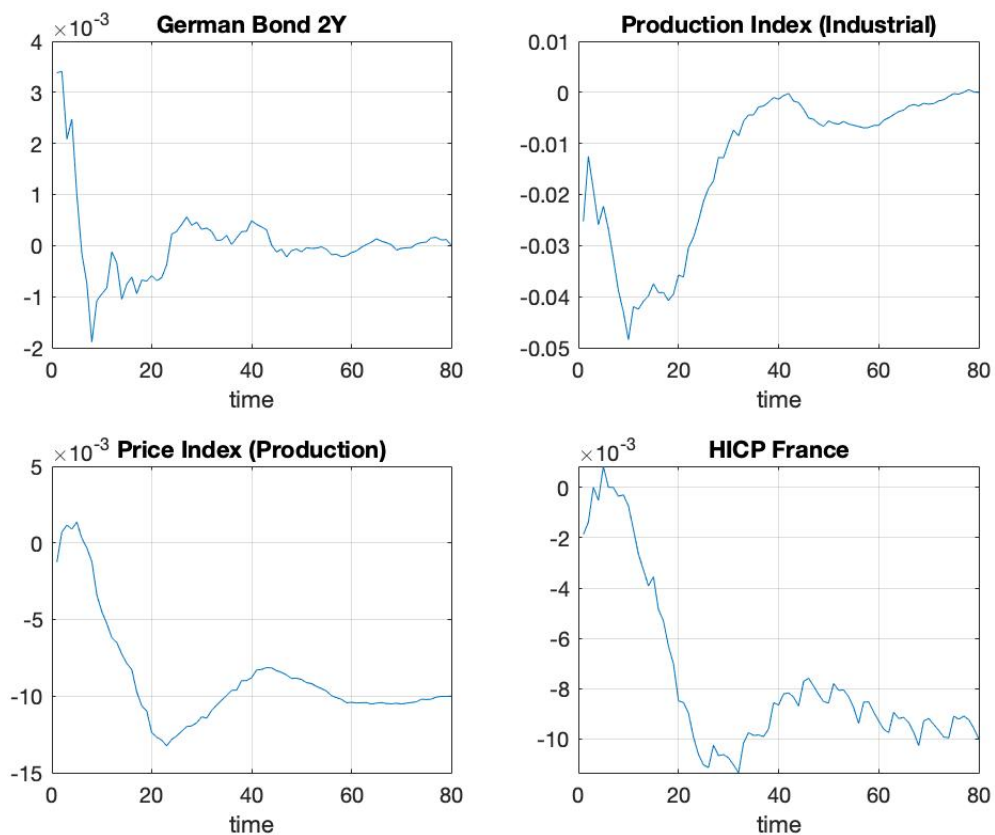 German Bond 2Y
×10⁻³
4
3
2
1
0
-1
-2
0 20 40 60 80
time
Production Index (Industrial)
0.01
0
-0.01
-0.02
-0.03
-0.04
-0.05
0 20 40 60 80
time
Price Index (Production)
×10⁻³
5
0
-5
-10
-15
0 20 40 60 80
time
HICP France
×10⁻³
0
-2
-4
-6
-8
-10
0 20 40 60 80
time